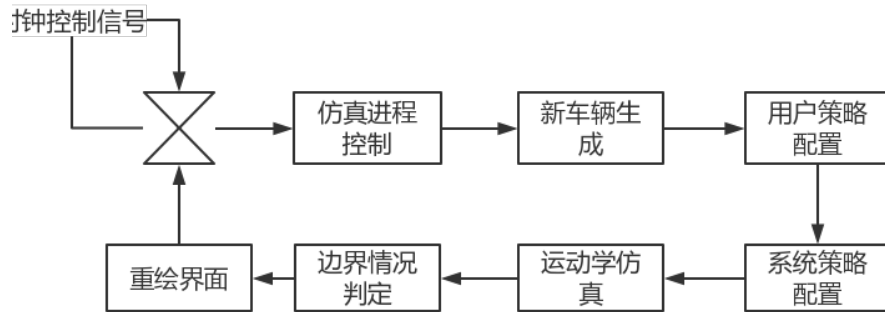 钟控制信号
仿真进程
控制
新车辆生
成
用户策略
配置
重绘界面
边界情况
判定
运动学仿
真
系统策略
配置